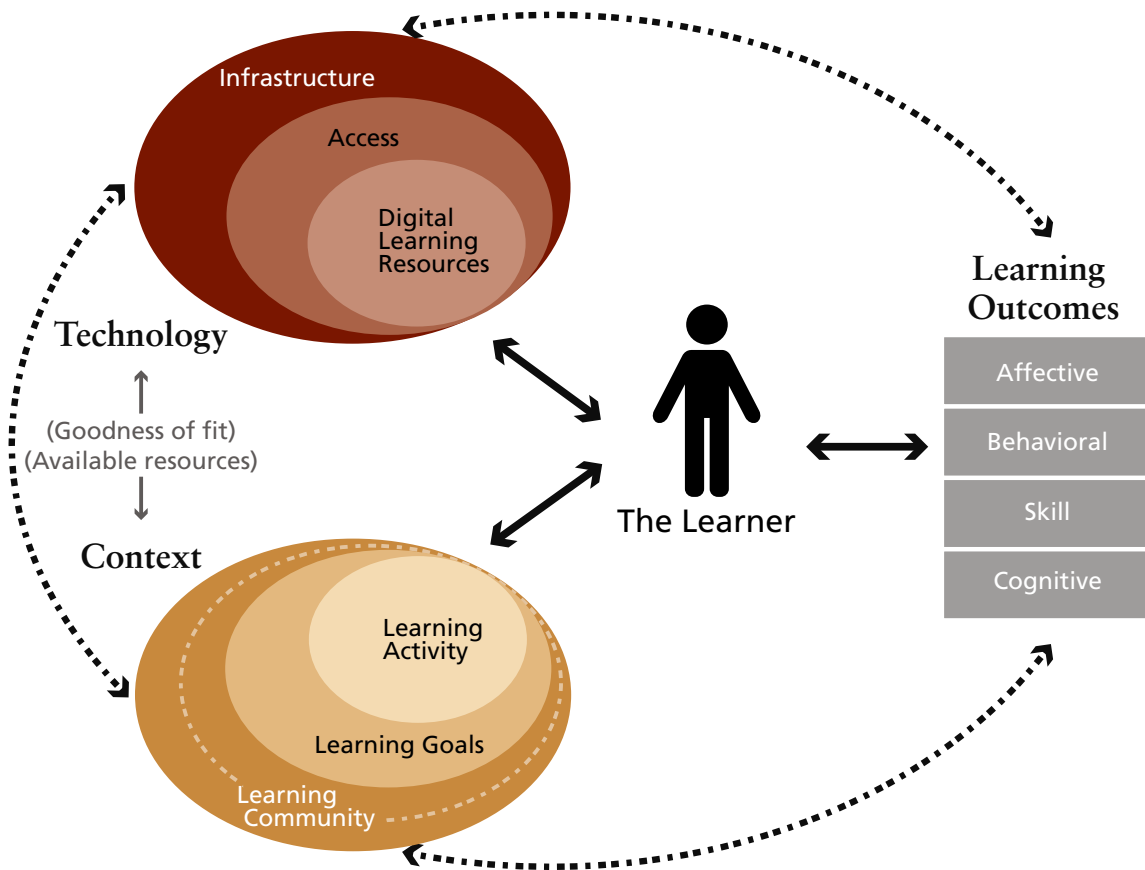 Infrastructure
Access
Digital
Learning
Resources
Technology
(Goodness of fit)
(Available resources)
Context
Learning
Activity
Learning Goals
Learning
Community
The Learner
Learning
Outcomes
Affective
Behavioral
Skill
Cognitive